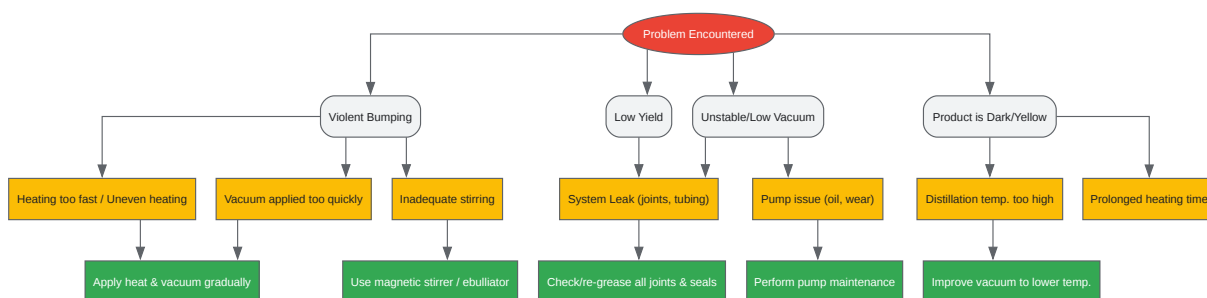 Problem Encountered
Violent Bumping
Low Yield
Unstable/Low Vacuum
Product is Dark/Yellow
Heating too fast / Uneven heating
Vacuum applied too quickly
Inadequate stirring
System Leak (joints, tubing)
Pump issue (oil, wear)
Distillation temp. too high
Prolonged heating time
Apply heat & vacuum gradually
Use magnetic stirrer / ebulliator
Check/re-grease all joints & seals
Perform pump maintenance
Improve vacuum to lower temp.